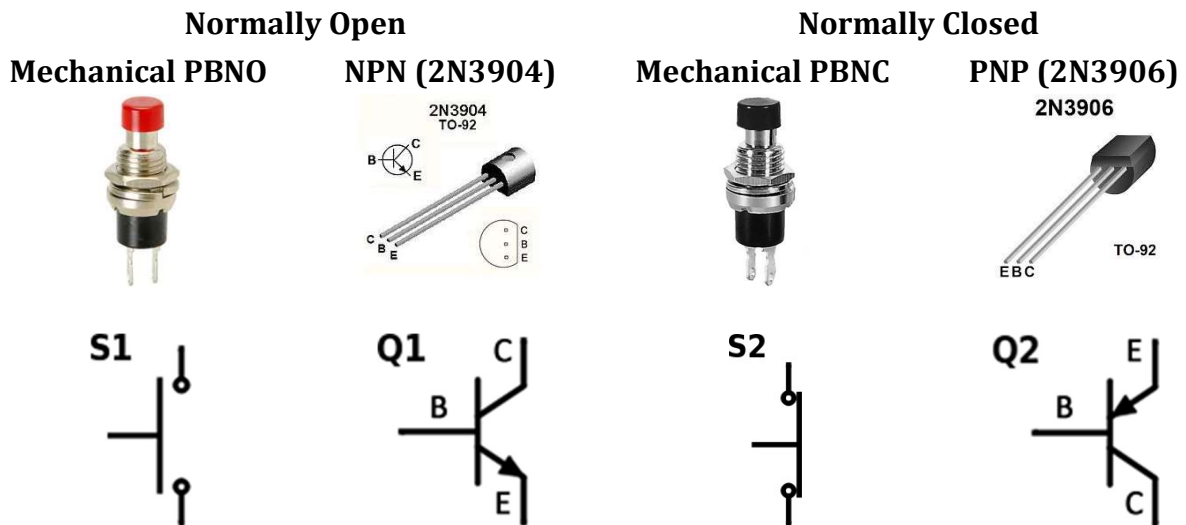 Normally Open
Normally Closed
Mechanical PBNO
NPN (2N3904)
Mechanical PBNC
PNP (2N3906)
2N3904
TO-92
C
B
E
C
B
E
C
B
E
2N3906
TO-92
E B C
S1
Q1
C
B
E
S2
Q2
E
B
C